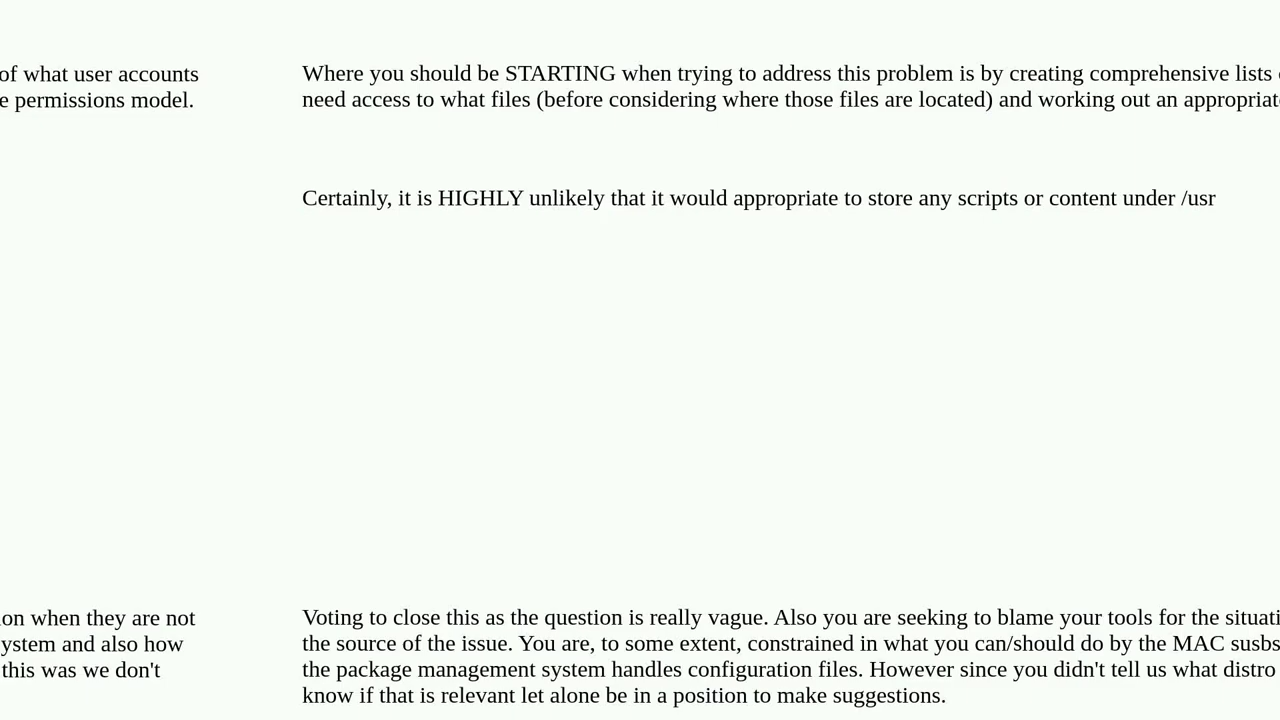 of what user accounts
e permissions model.
Where you should be STARTING when trying to address this problem is by creating comprehensive lists
need access to what files (before considering where those files are located) and working out an appropriat
Certainly, it is HIGHLY unlikely that it would appropriate to store any scripts or content under /usr
on when they are not
ystem and also how
this was we don't
Voting to close this as the question is really vague. Also you are seeking to blame your tools for the situati
the source of the issue. You are, to some extent, constrained in what you can/should do by the MAC susbs
the package management system handles configuration files. However since you didn't tell us what distro
know if that is relevant let alone be in a position to make suggestions.